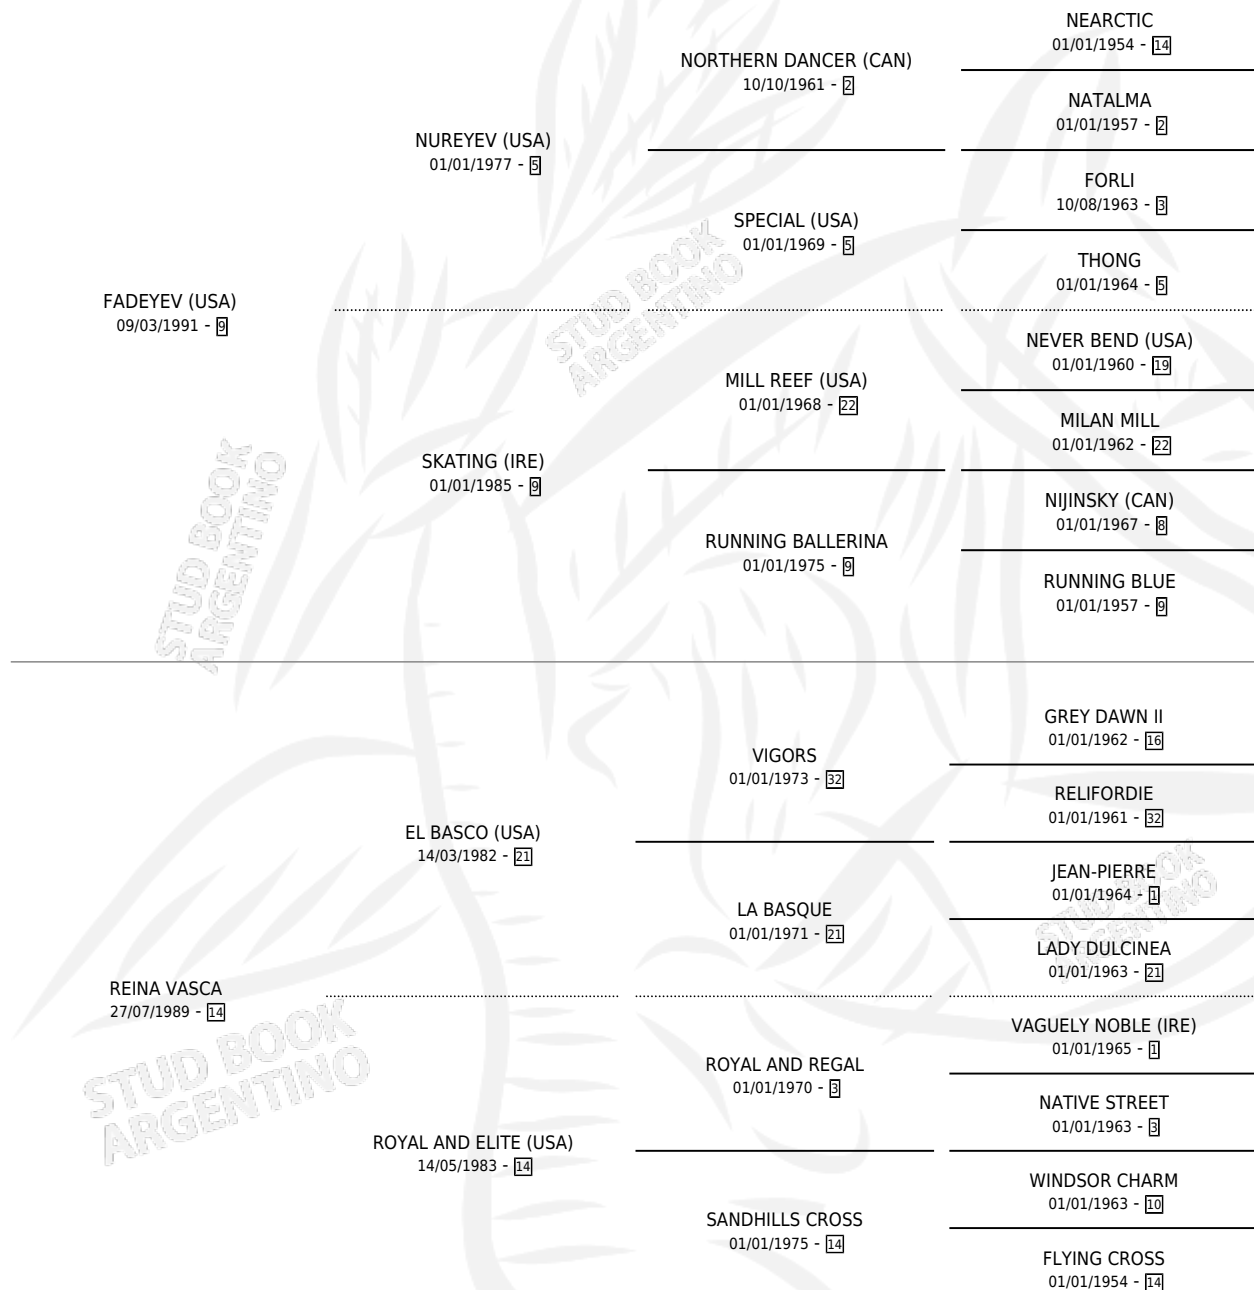 NEARCTIC
01/01/1954 - 14
NORTHERN DANCER (CAN)
10/10/1961 - 2
NATALMA
01/01/1957 - 2
NUREYEV (USA)
01/01/1977 - 5
FORLI
10/08/1963 - 3
SPECIAL (USA)
01/01/1969 - 5
THONG
01/01/1964 - 5
STUD BOOK
ARGENTINO
FADEYEV (USA)
09/03/1991 - 9
NEVER BEND (USA)
01/01/1960 - 19
MILL REEF (USA)
01/01/1968 - 22
MILAN MILL
01/01/1962 - 22
SKATING (IRE)
01/01/1985 - 9
NIJINSKY (CAN)
01/01/1967 - 8
RUNNING BALLERINA
01/01/1975 - 9
RUNNING BLUE
01/01/1957 - 9
STUD BOOK
ARGENTINO
GREY DAWN II
01/01/1962 - 16
VIGORS
01/01/1973 - 32
RELIFORDIE
01/01/1961 - 32
EL BASCO (USA)
14/03/1982 - 21
JEAN-PIERRE
01/01/1964 - 1
LA BASQUE
01/01/1971 - 21
LADY DULCINEA
01/01/1963 - 21
STUD BOOK
ARGENTINO
REINA VASCA
27/07/1989 - 14
VAGUELY NOBLE (IRE)
01/01/1965 - 1
ROYAL AND REGAL
01/01/1970 - 3
NATIVE STREET
01/01/1963 - 3
STUD BOOK
ARGENTINO
ROYAL AND ELITE (USA)
14/05/1983 - 14
WINDSOR CHARM
01/01/1963 - 10
SANDHILLS CROSS
01/01/1975 - 14
FLYING CROSS
01/01/1954 - 14